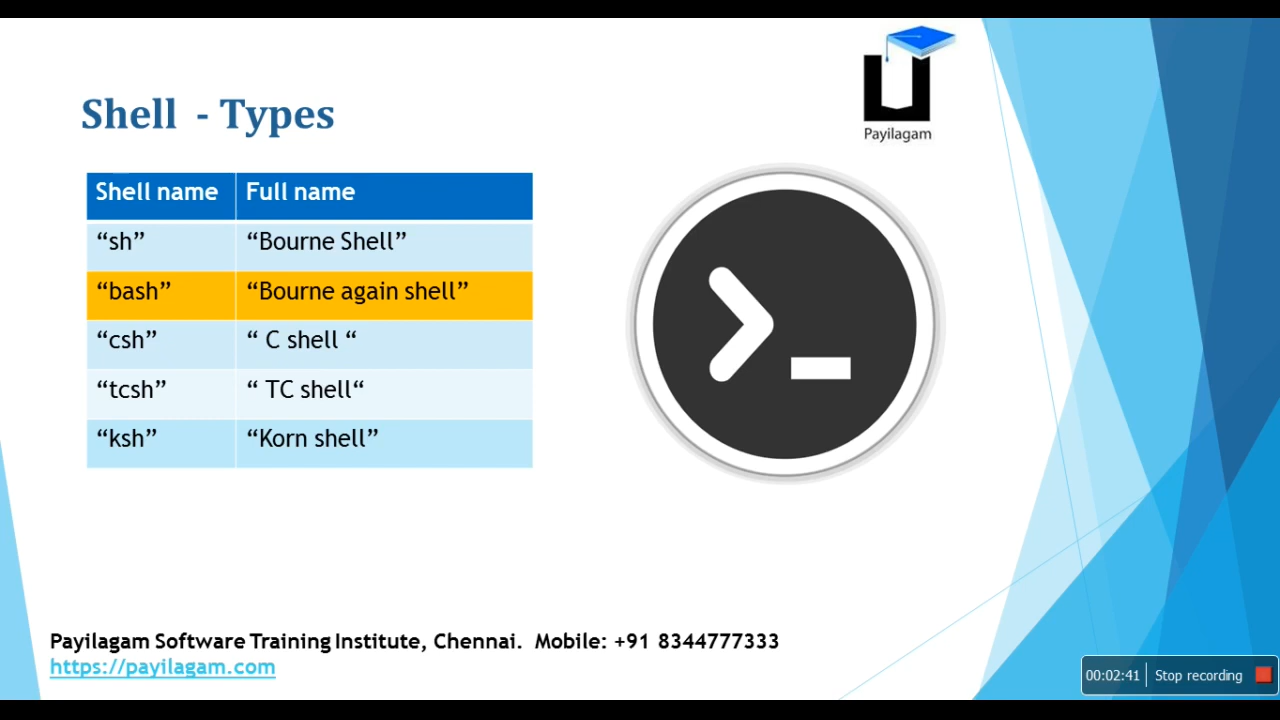 Payilagam
Shell - Types
Shell name Full name
“sh” “Bourne Shell”
“bash” “Bourne again shell”
“csh” “ C shell “
“tcsh” “ TC shell“
“ksh” “Korn shell”
Payilagam Software Training Institute, Chennai. Mobile: +91 8344777333
https://payilagam.com
00:02:41 Stop recording